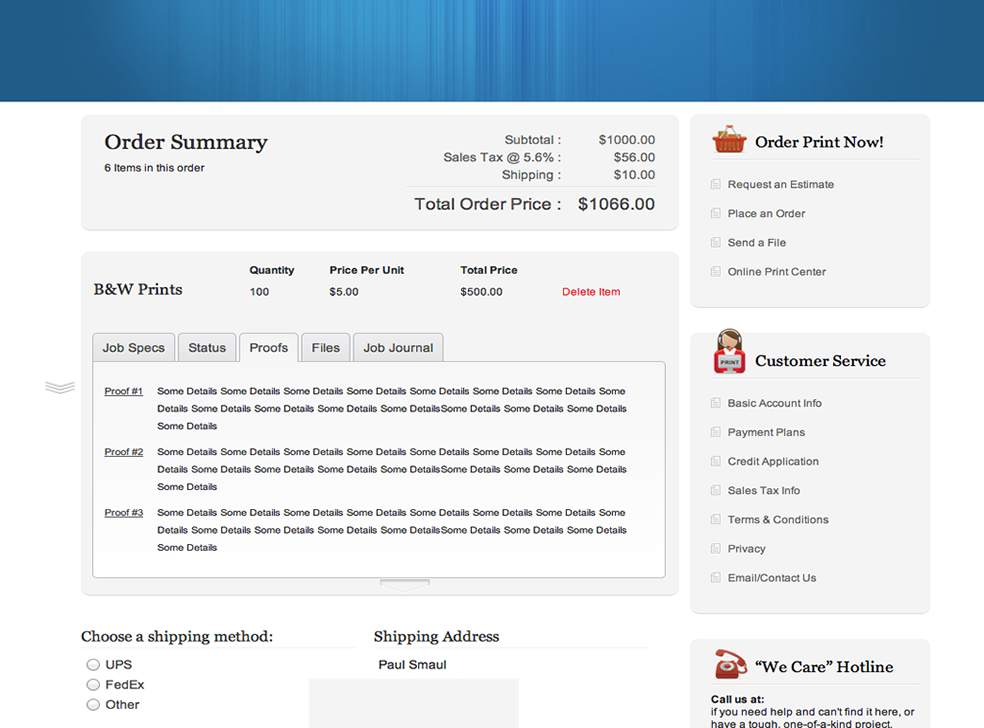 Order Summary
6 Items in this order
Subtotal : $1000.00
Sales Tax @ 5.6% : $56.00
Shipping : $10.00
Total Order Price : $1066.00
B&W Prints
Quantity Price Per Unit Total Price
100 $5.00 $500.00 Delete Item
Job Specs Status Proofs Files Job Journal
Proof #1 Some Details Some Details Some Details Some Details Some Details Some Details Some Details Some
Details Some Details Some Details Some Details Some DetailsSome Details Some Details Some Details
Some Details
Proof #2 Some Details Some Details Some Details Some Details Some Details Some Details Some Details Some
Details Some Details Some Details Some Details Some DetailsSome Details Some Details Some Details
Some Details
Proof #3 Some Details Some Details Some Details Some Details Some Details Some Details Some Details Some
Details Some Details Some Details Some Details Some DetailsSome Details Some Details Some Details
Some Details
Choose a shipping method:
UPS
FedEx
Other
Shipping Address
Paul Smaul
Order Print Now!
Request an Estimate
Place an Order
Send a File
Online Print Center
PRINT
Customer Service
Basic Account Info
Payment Plans
Credit Application
Sales Tax Info
Terms & Conditions
Privacy
Email/Contact Us
“We Care” Hotline
Call us at:
if you need help and can't find it here, or
have a tough, one-of-a-kind project,